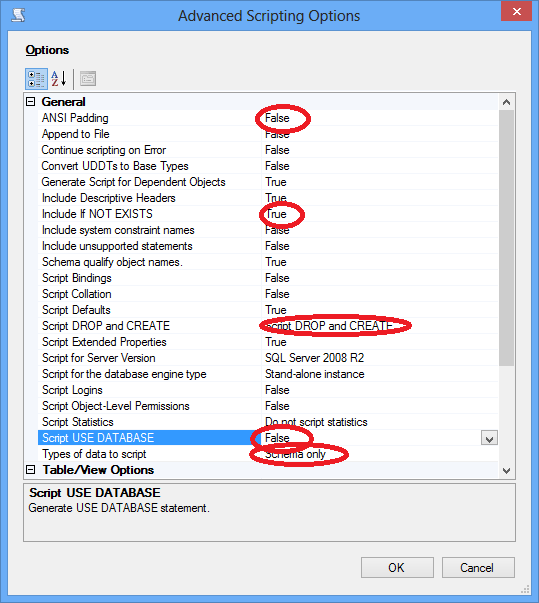 Advanced Scripting Options
Options
General
ANSI Padding False
Append to File False
Continue scripting on Error False
Convert UDDTs to Base Types False
Generate Script for Dependent Objects True
Include Descriptive Headers True
Include If NOT EXISTS True
Include system constraint names False
Include unsupported statements False
Schema qualify object names. True
Script Bindings False
Script Collation False
Script Defaults True
Script DROP and CREATE Script DROP and CREATE
Script Extended Properties True
Script for Server Version SQL Server 2008 R2
Script for the database engine type Stand-alone instance
Script Logins False
Script Object-Level Permissions False
Script Statistics Do not script statistics
Script USE DATABASE False
Types of data to script Schema only
Table/View Options
Script USE DATABASE
Generate USE DATABASE statement.
OK Cancel